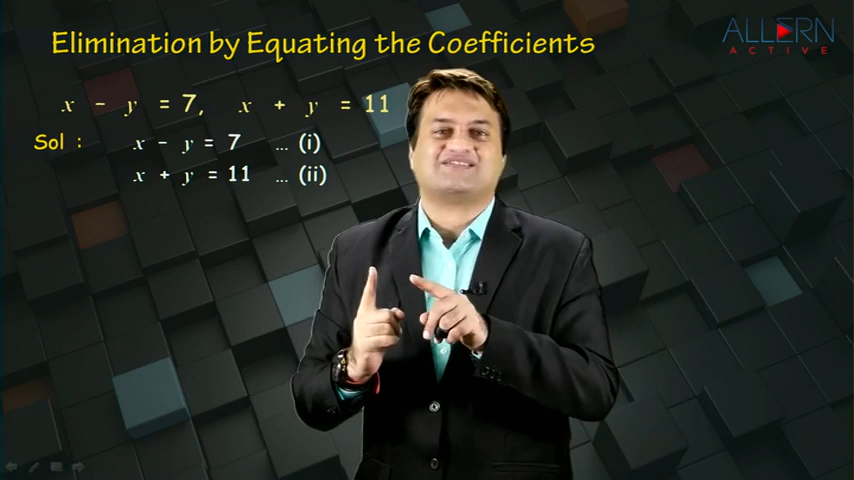 Elimination by Equating the Coefficients
ALLERN
ACTIVE
x - y = 7, x + y = 11
Sol : x - y = 7 ... (i)
x + y = 11 ... (ii)